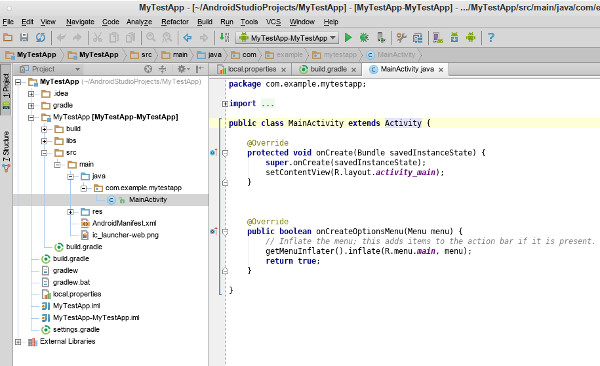 MyTestApp - [~/AndroidStudioProjects/MyTestApp] - [MyTestApp-MyTestApp] - .../MyTestApp/src/main/java/com/e
File Edit View Navigate Code Analyze Refactor Build Run Tools VCS Window Help
MyTestApp-MyTestApp
MyTestApp MyTestApp src main java com example mytestapp MainActivity
Project local.properties build.gradle MainActivity.java
1: Project
7: Structure
MyTestApp (~/AndroidStudioProjects/MyTestApp)
.idea
gradle
MyTestApp [MyTestApp-MyTestApp]
build
libs
src
main
java
com.example.mytestapp
MainActivity
res
AndroidManifest.xml
ic_launcher-web.png
build.gradle
build.gradle
gradlew
gradlew.bat
local.properties
MyTestApp.iml
MyTestApp-MyTestApp.iml
settings.gradle
External Libraries
package com.example.mytestapp;
import ...
public class MainActivity extends Activity {
@Override
protected void onCreate(Bundle savedInstanceState) {
super.onCreate(savedInstanceState);
setContentView(R.layout.activity_main);
}
@Override
public boolean onCreateOptionsMenu(Menu menu) {
// Inflate the menu; this adds items to the action bar if it is present.
getMenuInflater().inflate(R.menu.main, menu);
return true;
}
}